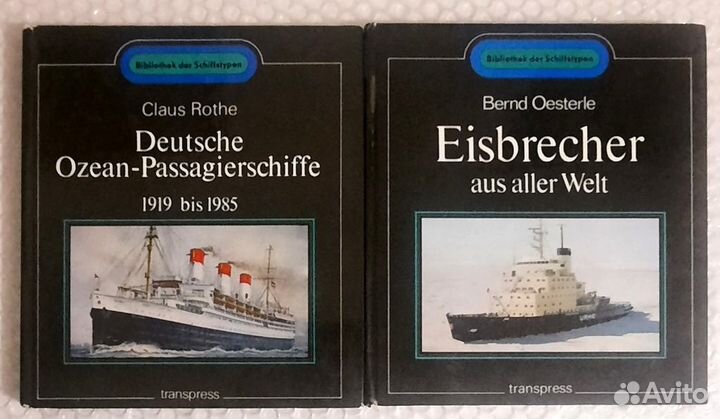 Bibliothek der Schiffstypen
Claus Rothe
Deutsche
Ozean-Passagierschiffe
1919 bis 1985
transpress
Bibliothek der Schiffstypen
Bernd Oesterle
Eisbrecher
aus aller Welt
transpress
Avito